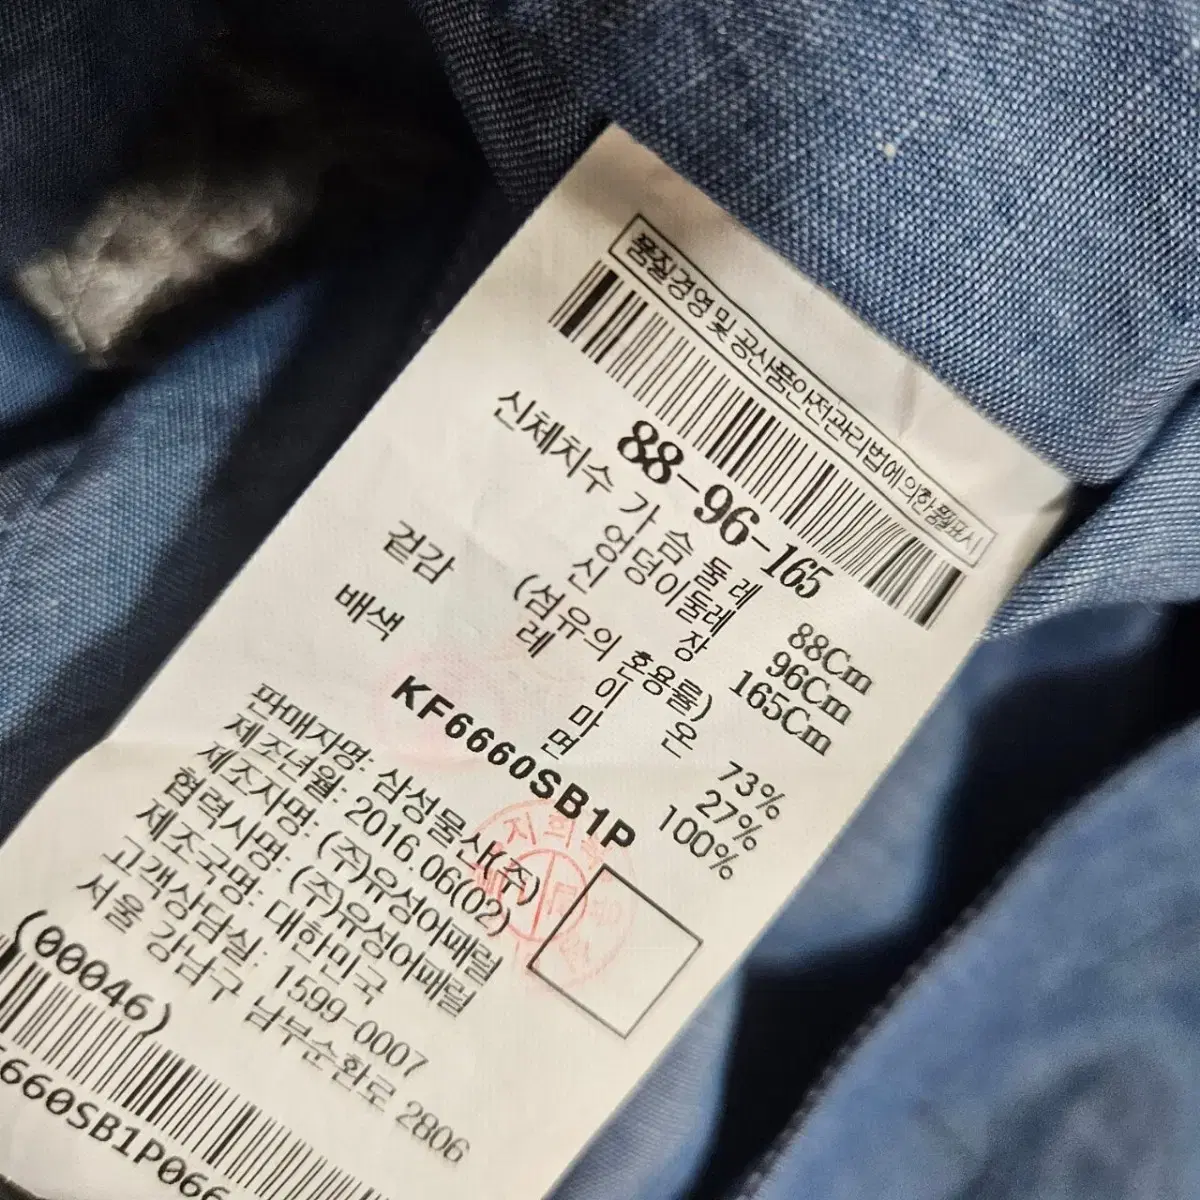 품질경영 및 공산품안전관리법에 의한 품질표시
88-96-165
신체치수 가슴둘레 88Cm
엉덩이둘레 96Cm
신장 165Cm
(섬유의 혼용률)
겉감 레이온 73%
마 27%
배색 면 100%
KF6660SB1P
판매자명: 삼성물산(주)
제조년월: 2016.06(02)
제조자명: (주)유성어패럴
협력사명: (주)유성어패럴
제조국명: 대한민국
고객상담실: 1599-0007
서울 강남구 남부순환로 2806
(00046)
6660SB1P066